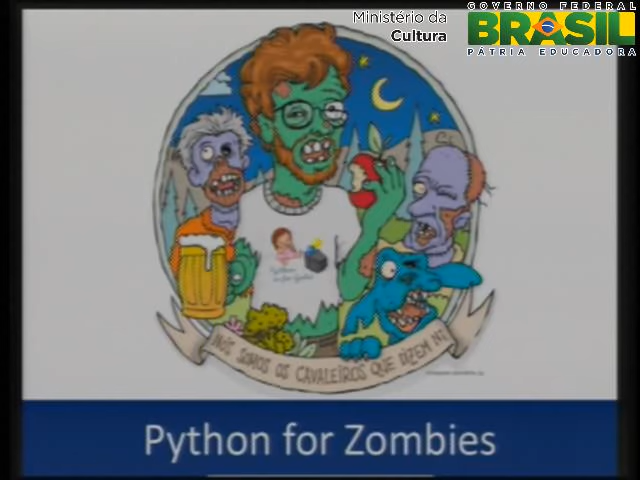 Ministério da
Cultura
GOVERNO FEDERAL
BRASIL
PÁTRIA EDUCADORA
NÓS SOMOS OS CAVALEIROS QUE DIZEM NI
Python for Zombies